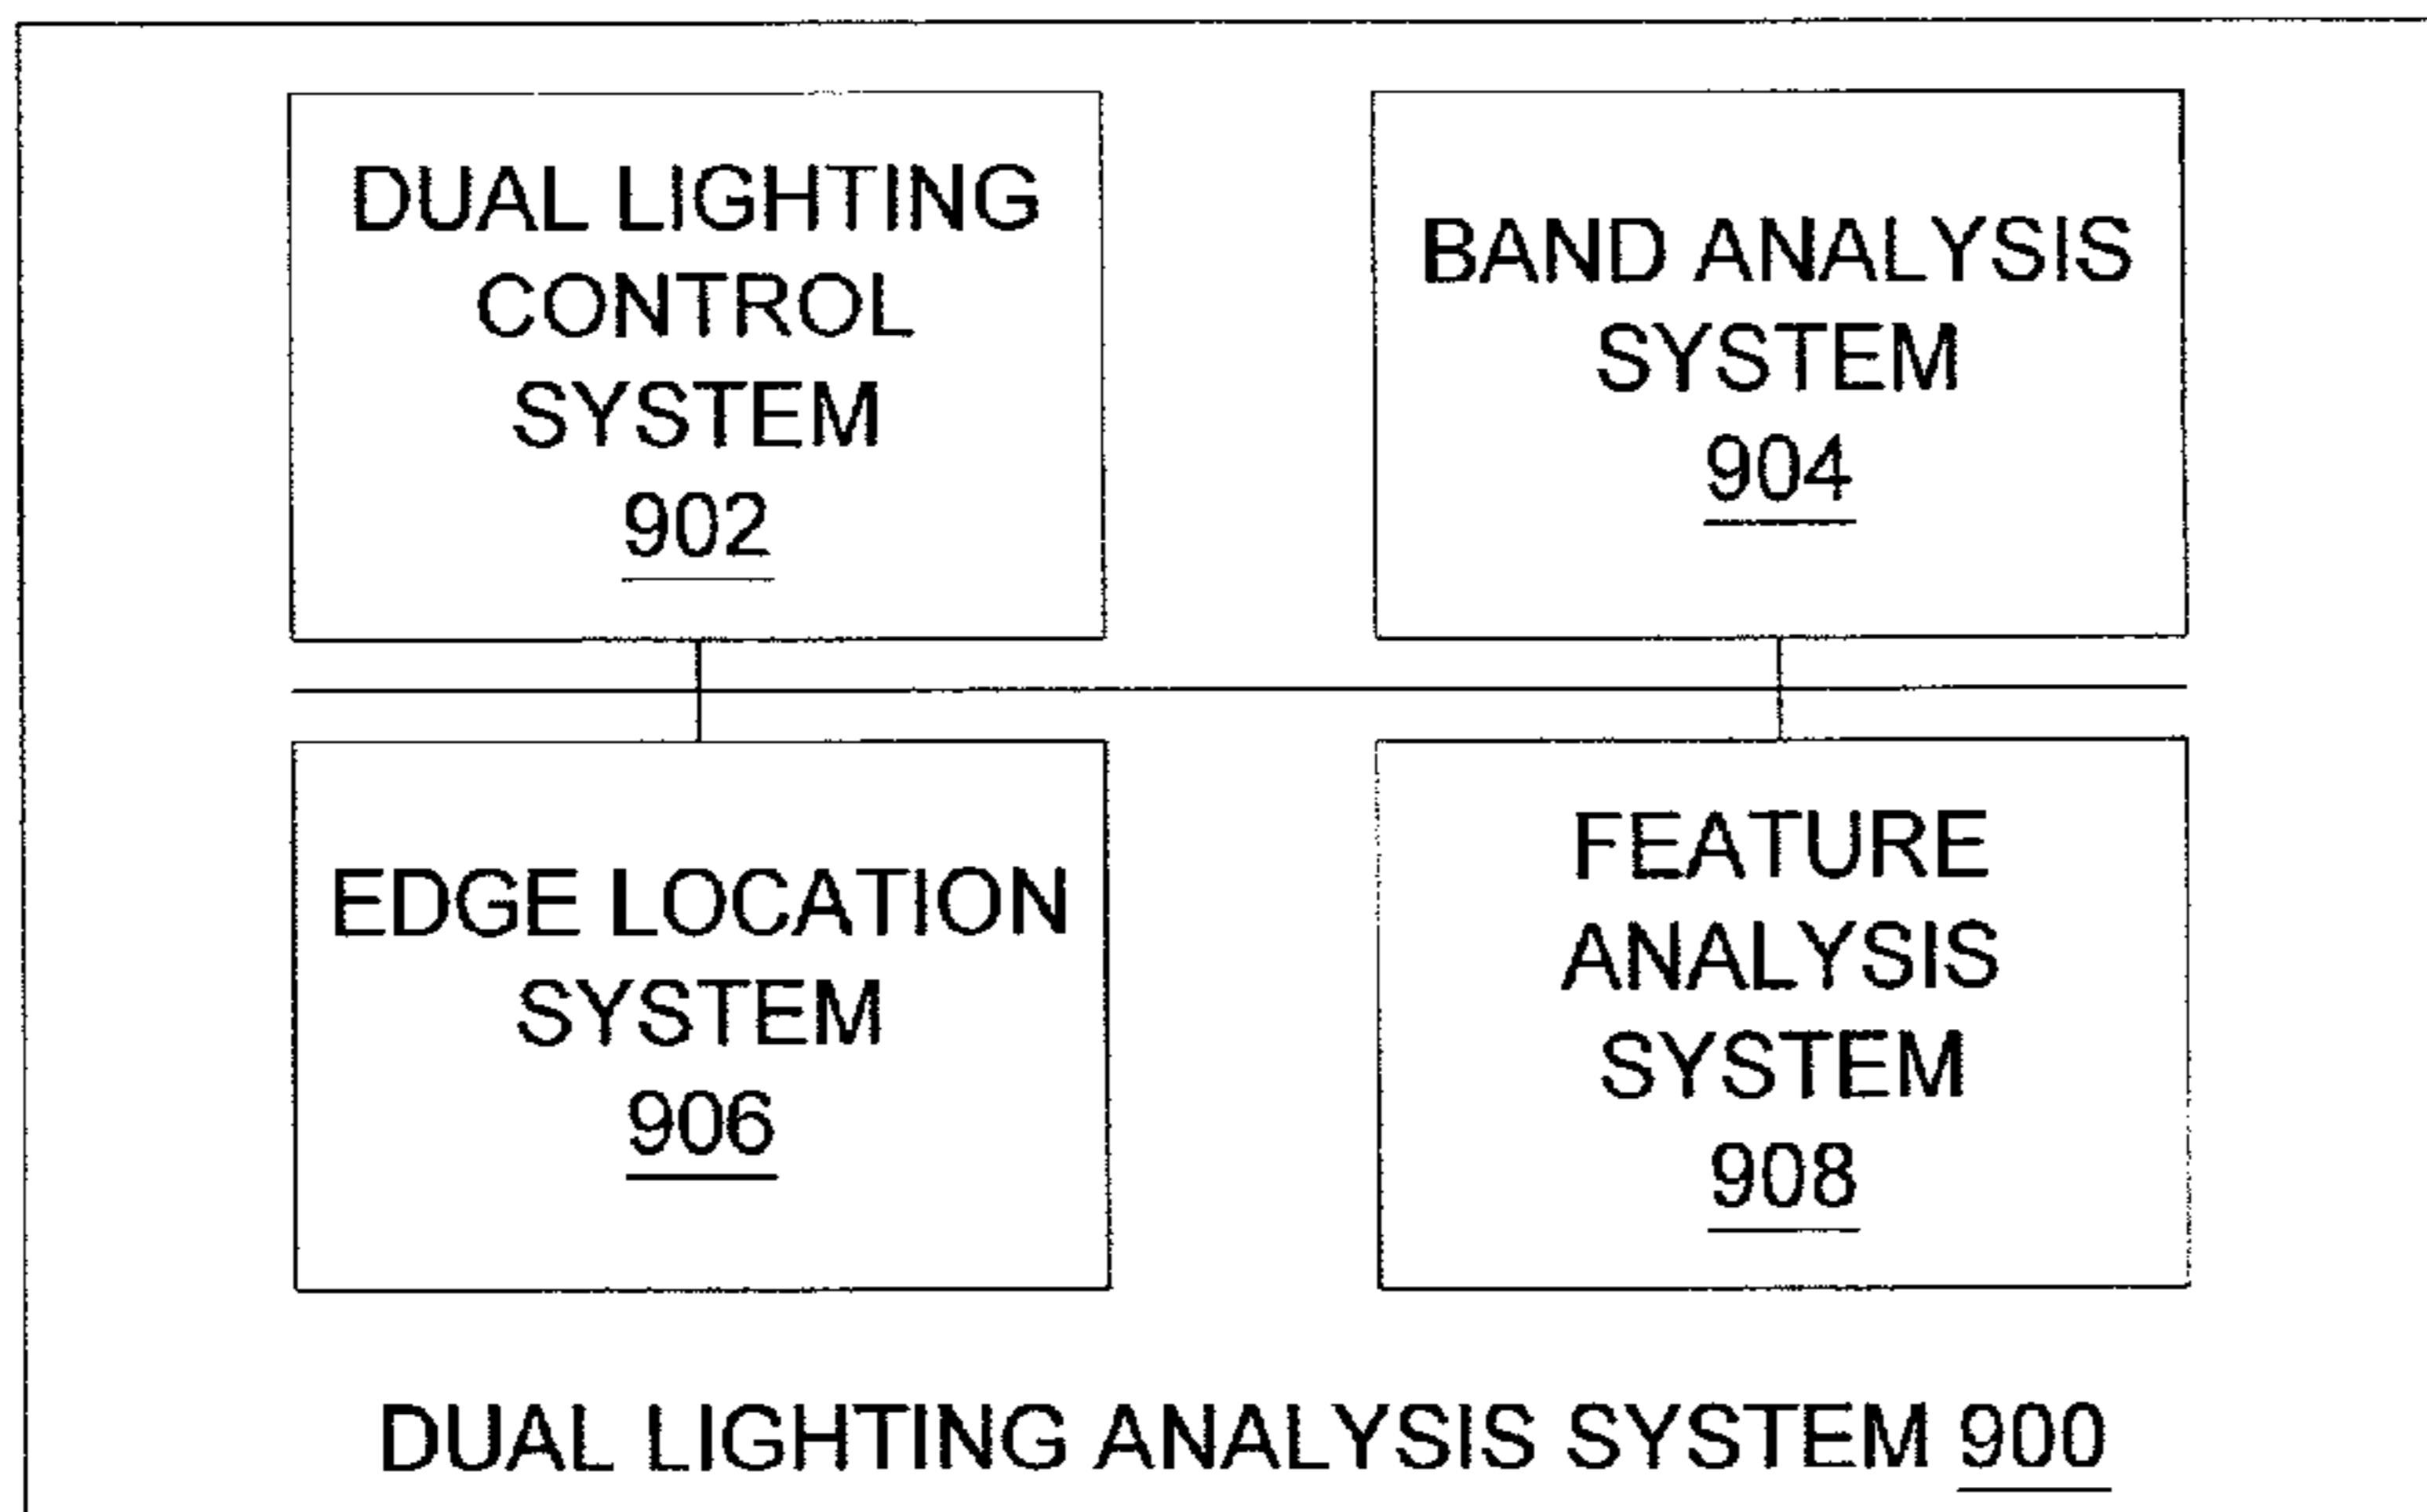 DUAL LIGHTING
CONTROL
SYSTEM
902
BAND ANALYSIS
SYSTEM
904
EDGE LOCATION
SYSTEM
906
FEATURE
ANALYSIS
SYSTEM
908
DUAL LIGHTING ANALYSIS SYSTEM 900